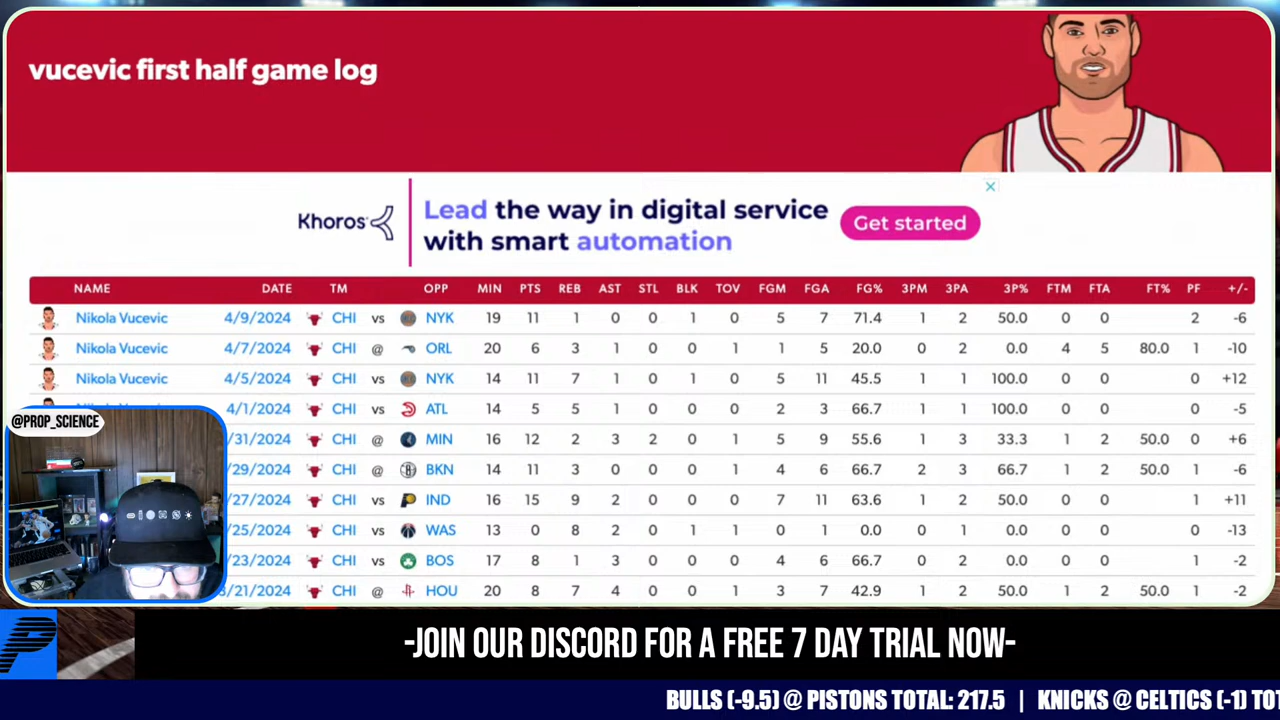 vucevic first half game log
Khoros
Lead the way in digital service
with smart automation
Get started
NAME DATE TM OPP MIN PTS REB AST STL BLK TOV FGM FGA FG% 3PM 3PA 3P% FTM FTA FT% PF +/-
Nikola Vucevic 4/9/2024 CHI vs NYK 19 11 1 0 0 1 0 5 7 71.4 1 2 50.0 0 0 2 -6
Nikola Vucevic 4/7/2024 CHI @ ORL 20 6 3 1 0 0 1 1 5 20.0 0 2 0.0 4 5 80.0 1 -10
Nikola Vucevic 4/5/2024 CHI vs NYK 14 11 7 1 0 1 0 5 11 45.5 1 1 100.0 0 0 0 +12
4/1/2024 CHI vs ATL 14 5 5 1 0 0 0 2 3 66.7 1 1 100.0 0 0 0 -5
/31/2024 CHI @ MIN 16 12 2 3 2 0 1 5 9 55.6 1 3 33.3 1 2 50.0 0 +6
/29/2024 CHI @ BKN 14 11 3 0 0 0 1 4 6 66.7 2 3 66.7 1 2 50.0 1 -6
/27/2024 CHI vs IND 16 15 9 2 0 0 0 7 11 63.6 1 2 50.0 0 0 1 +11
/25/2024 CHI vs WAS 13 0 8 2 0 1 1 0 1 0.0 0 1 0.0 0 0 0 -13
/23/2024 CHI vs BOS 17 8 1 3 0 0 0 4 6 66.7 0 2 0.0 0 0 1 -2
3/21/2024 CHI @ HOU 20 8 7 4 0 0 1 3 7 42.9 1 2 50.0 1 2 50.0 1 -2
@PROP_SCIENCE
-JOIN OUR DISCORD FOR A FREE 7 DAY TRIAL NOW-
BULLS (-9.5) @ PISTONS TOTAL: 217.5 | KNICKS @ CELTICS (-1) TO